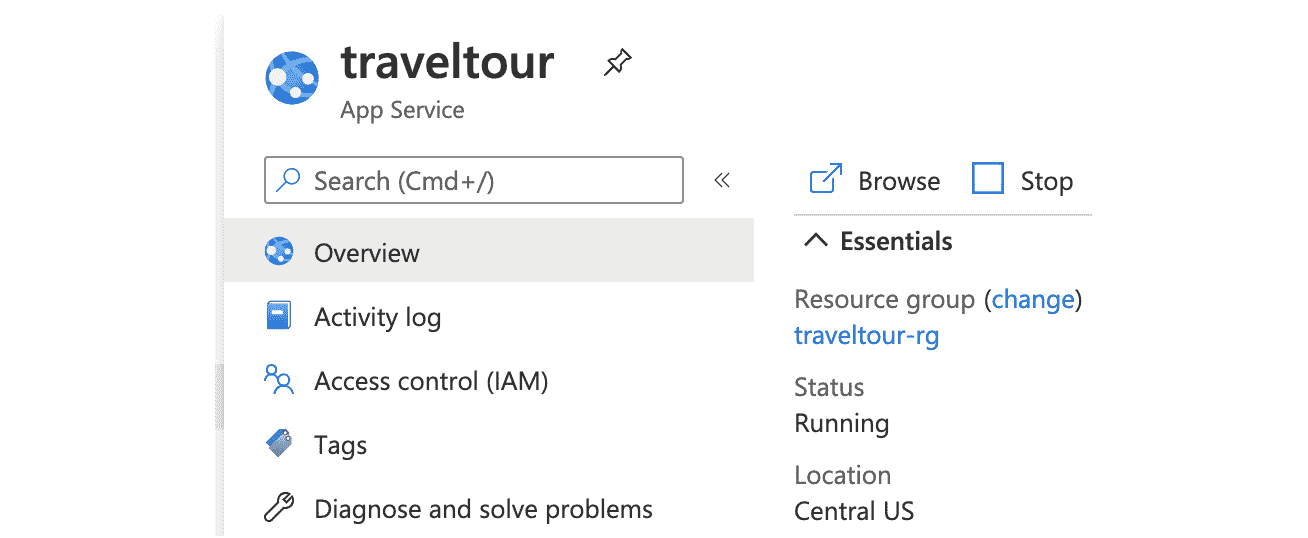 traveltour
App Service
Search (Cmd+/)
«
Overview
Activity log
Access control (IAM)
Tags
Diagnose and solve problems
Browse
Stop
Essentials
Resource group (change)
traveltour-rg
Status
Running
Location
Central US